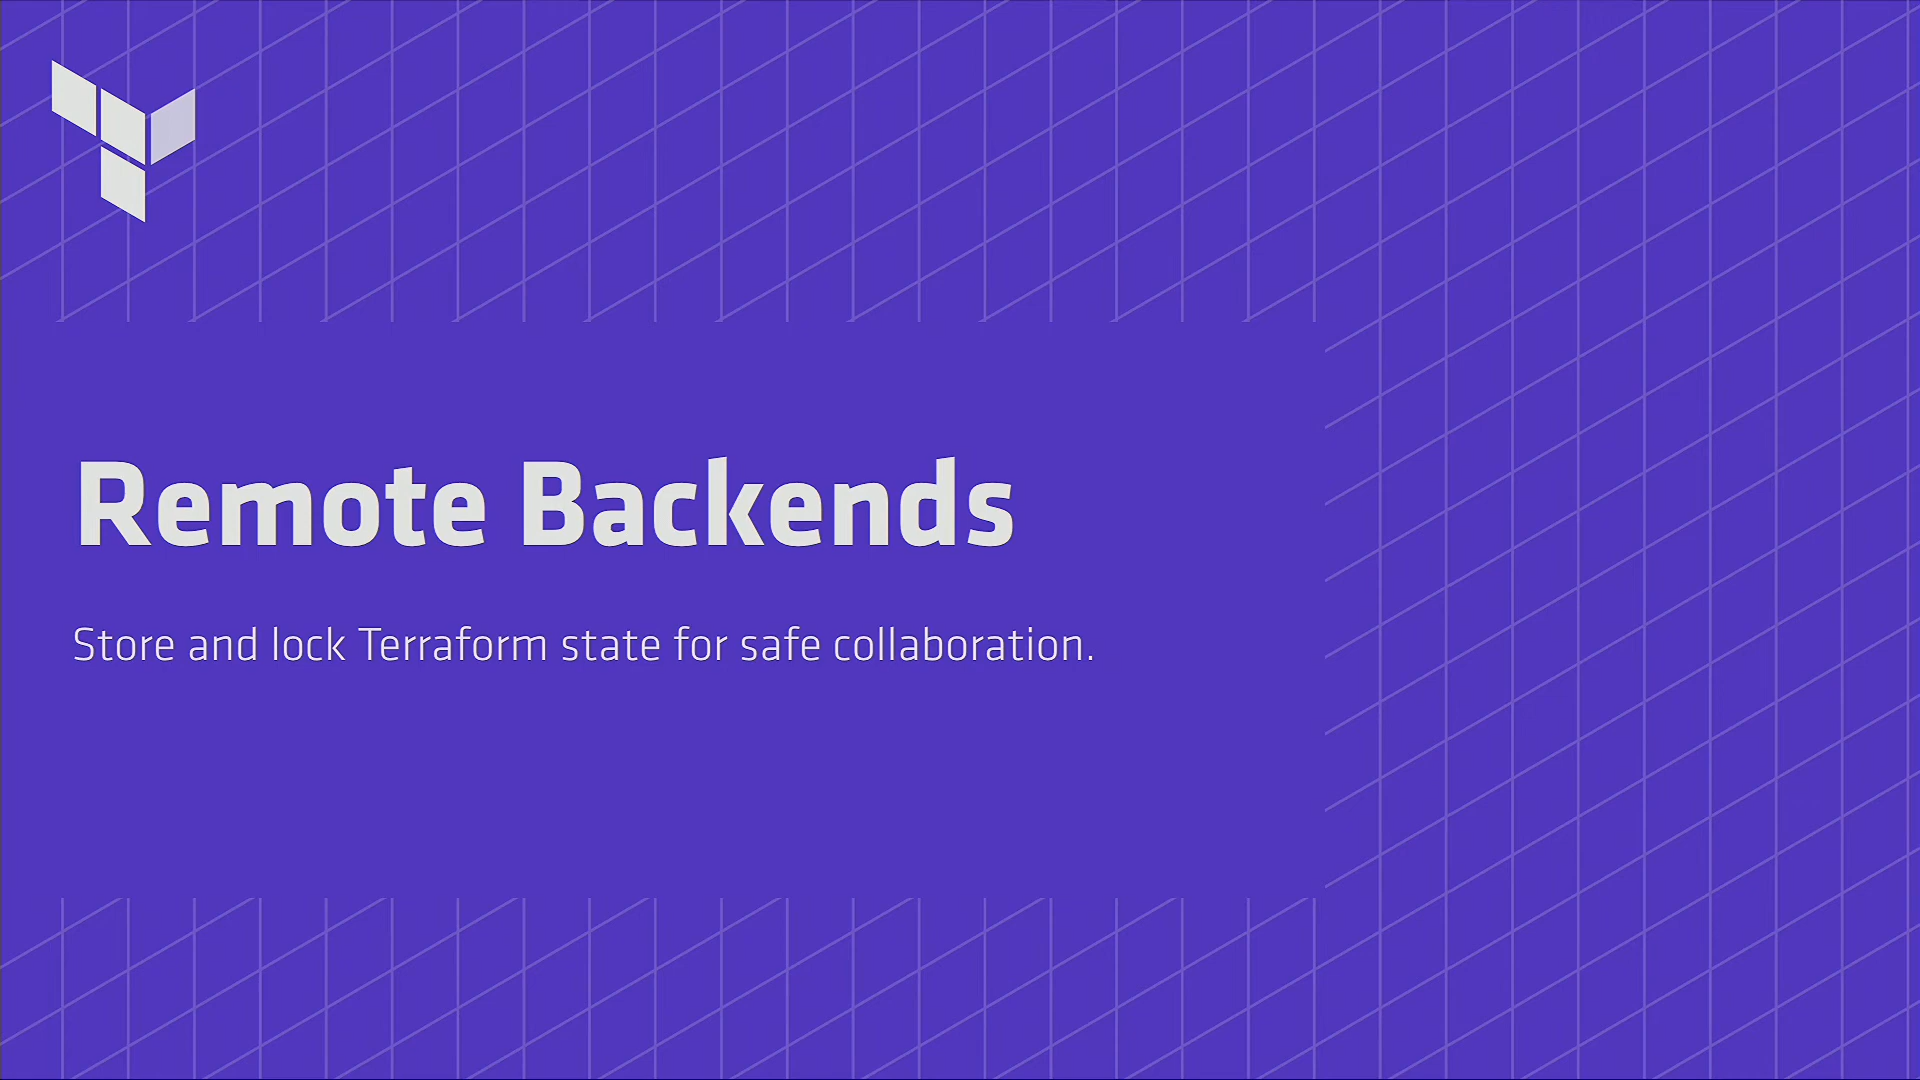 Remote Backends
Store and lock Terraform state for safe collaboration.